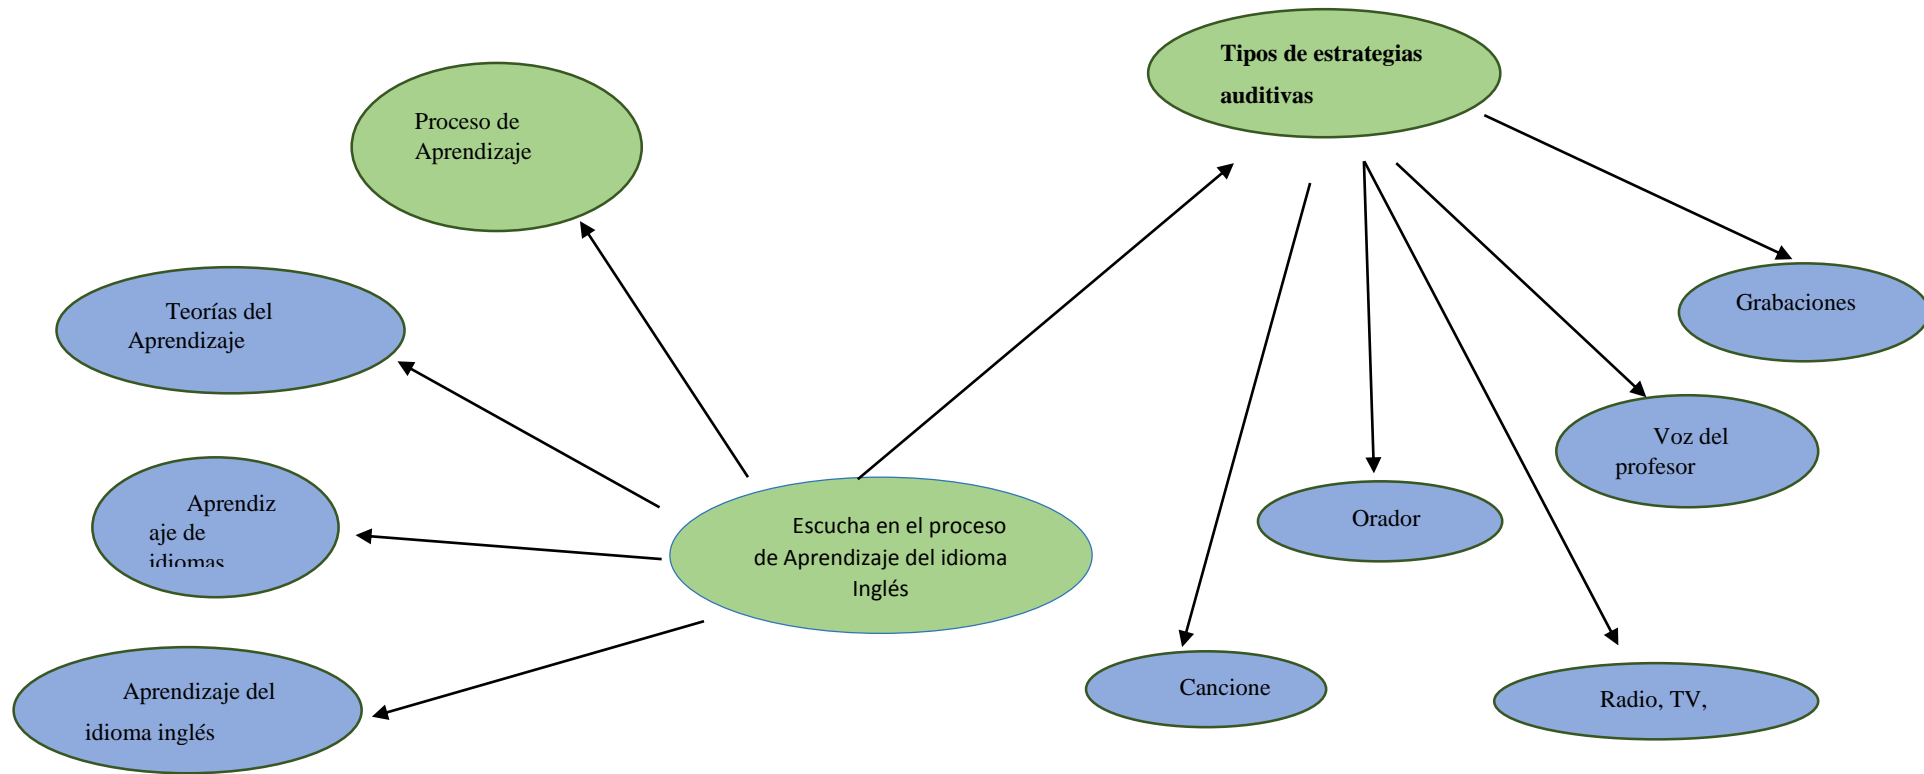 Tipos de estrategias
auditivas
Proceso de
Aprendizaje
Teorías del
Aprendizaje
Grabaciones
Voz del
profesor
Aprendiz
aje de
idiomas
Orador
Escucha en el proceso
de Aprendizaje del idioma
Inglés
Cancione
Radio, TV,
Aprendizaje del
idioma inglés